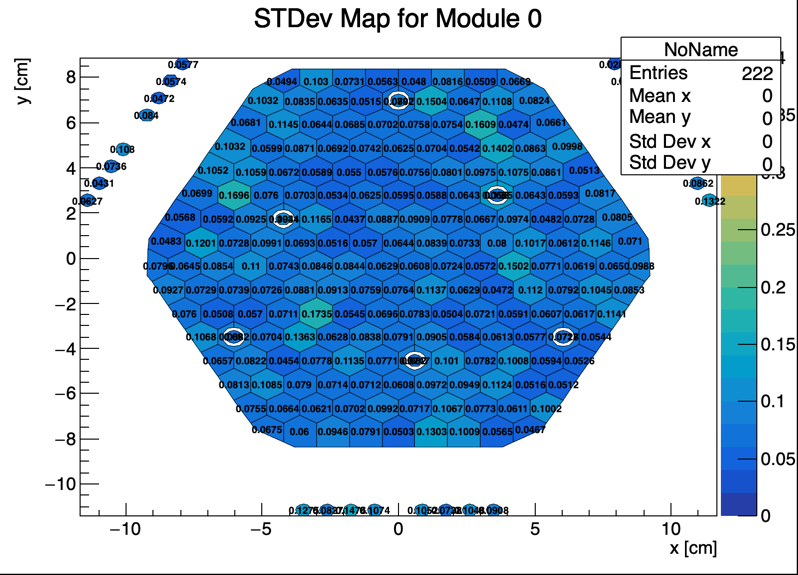 STDev Map for Module 0
NoName
Entries 222
Mean x 0
Mean y 0
Std Dev x 0
Std Dev y 0
y [cm]
8
6
4
2
0
−2
−4
−6
−8
−10
0.0577
0.0574
0.0472
0.084
0.108
0.0736
0.0431
0.0627
0.0862
0.1322
0.0494 0.103 0.0731 0.0563 0.048 0.0816 0.0509 0.0669
0.1032 0.0835 0.0635 0.0515 0.1504 0.0647 0.1108 0.0824
0.0681 0.1145 0.0644 0.0685 0.0702 0.0758 0.0754 0.1609 0.0474 0.0661
0.1032 0.0599 0.0871 0.0692 0.0742 0.0625 0.0704 0.0542 0.1402 0.0863 0.0998
0.1052 0.1059 0.0672 0.0589 0.055 0.0576 0.0756 0.0801 0.0975 0.1075 0.0861 0.0513
0.0699 0.1696 0.076 0.0703 0.0534 0.0625 0.0595 0.0588 0.0643 0.0643 0.0593 0.0817
0.0568 0.0592 0.0925 0.1165 0.0437 0.0887 0.0909 0.0778 0.0667 0.0974 0.0482 0.0728 0.0805
0.0483 0.1201 0.0728 0.0991 0.0693 0.0516 0.057 0.0644 0.0839 0.0733 0.08 0.1017 0.0612 0.1146 0.071
0.0645 0.0854 0.11 0.0743 0.0846 0.0844 0.0629 0.0608 0.0724 0.0572 0.1502 0.0771 0.0619 0.0650 0.0988
0.0927 0.0729 0.0739 0.0726 0.0881 0.0913 0.0759 0.0764 0.1137 0.0629 0.0472 0.112 0.0792 0.1045 0.0853
0.076 0.0508 0.057 0.0711 0.1735 0.0545 0.0696 0.0783 0.0504 0.0721 0.0591 0.0607 0.0617 0.1141
0.1068 0.0704 0.1363 0.0628 0.0838 0.0791 0.0905 0.0584 0.0613 0.0577 0.0544
0.0657 0.0822 0.0454 0.0778 0.1135 0.0771 0.101 0.0782 0.1008 0.0594 0.0526
0.0813 0.1085 0.079 0.0714 0.0712 0.0608 0.0972 0.0949 0.1124 0.0516 0.0512
0.0755 0.0664 0.0621 0.0702 0.0992 0.0717 0.1067 0.0773 0.0611 0.1002
0.0675 0.06 0.0946 0.0791 0.0503 0.1303 0.1009 0.0565 0.0467
−10 −5 0 5 10
x [cm]
0.25
0.2
0.15
0.1
0.05
0